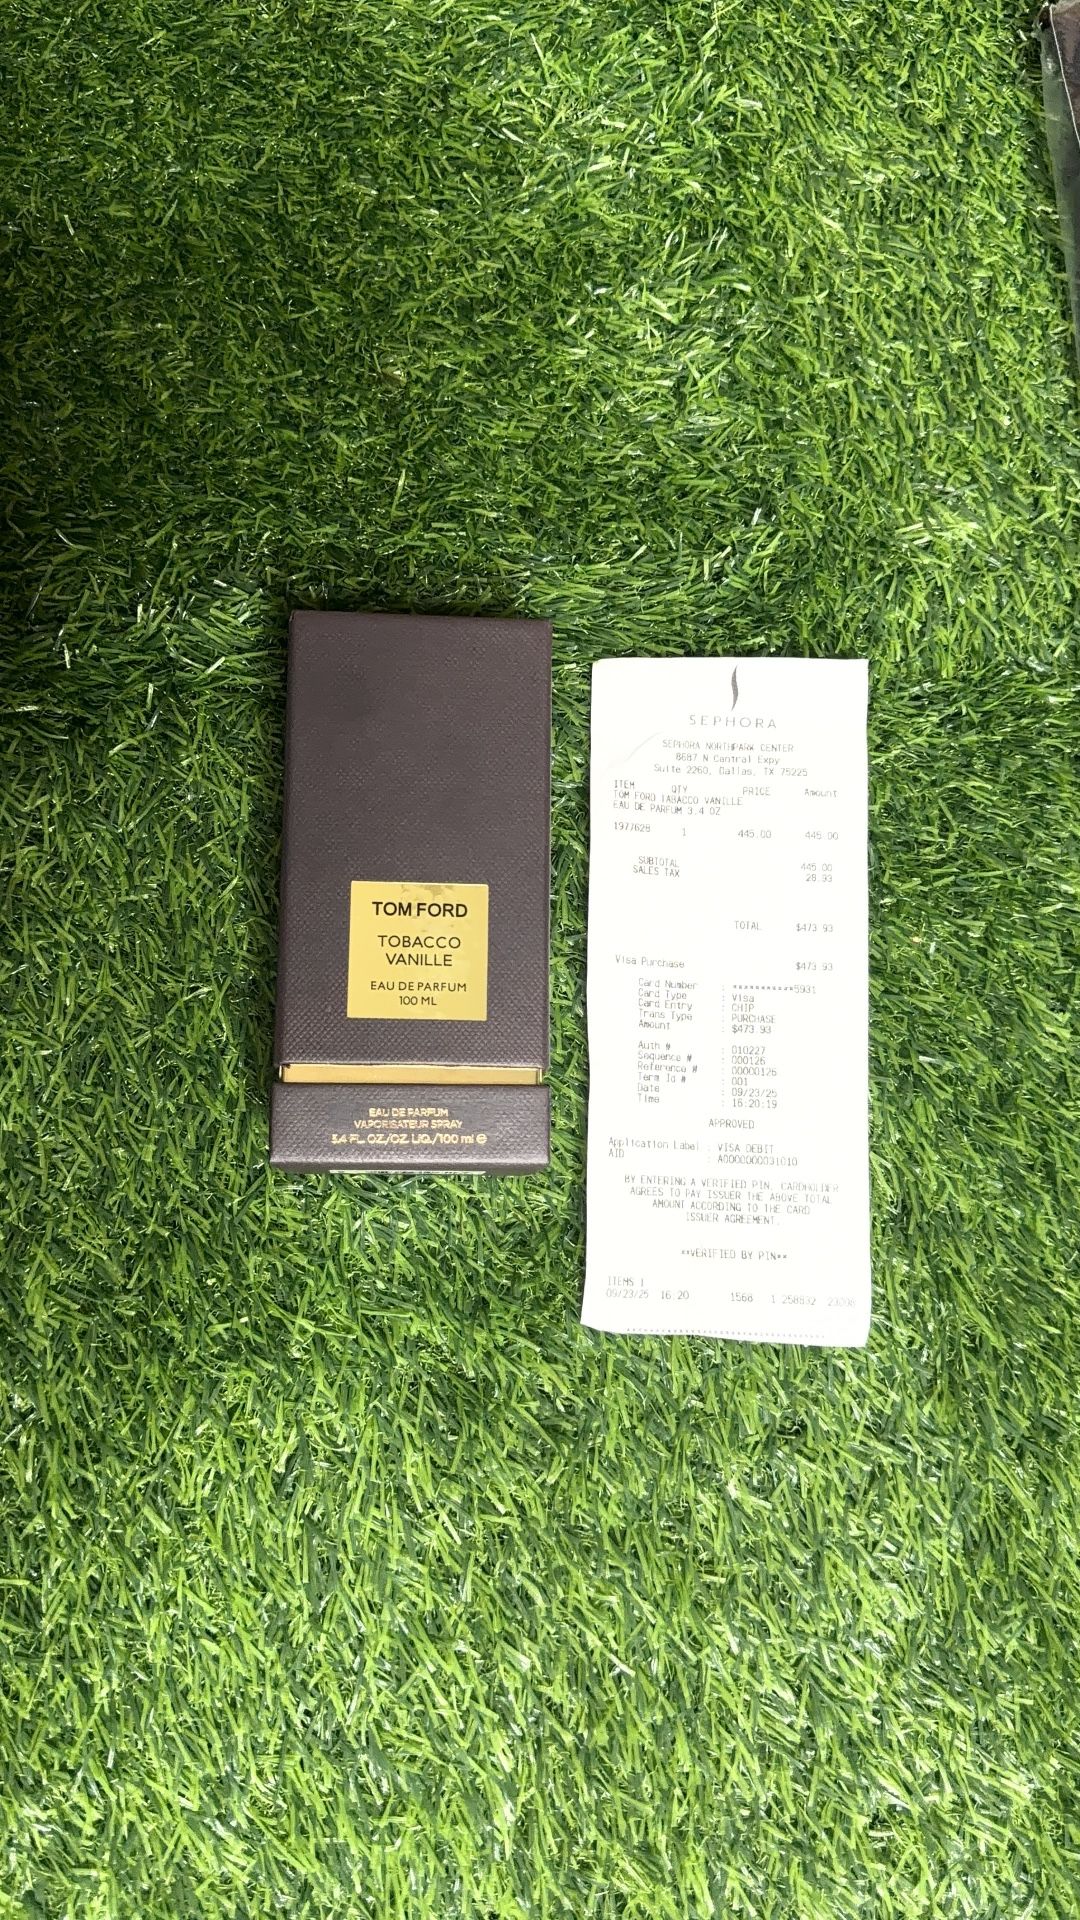 TOM FORD
TOBACCO
VANILLE
EAU DE PARFUM
100 ML
EAU DE PARFUM
VAPORISATEUR SPRAY
3.4 FL.OZ./OZ.LIQ./100 ml e
SEPHORA
SEPHORA NORTHPARK CENTER
8687 N Cantral Expy
Suite 2260, Dallas, TX 75225
ITEM QTY PRICE Amount
TOM FORD TABACCO VANILLE
EAU DE PARFUM 3.4 OZ
1977628 1 445.00 445.00
SUBTOTAL 445.00
SALES TAX 28.93
TOTAL $473.93
Visa Purchase $473.93
Card Number : ***********5931
Card Type : Visa
Card Entry : CHIP
Trans Type : PURCHASE
Amount : $473.93
Auth # : 010227
Sequence # : 000126
Reference # : 00000126
Term Id # : 001
Date : 09/23/25
Time : 16:20:19
APPROVED
Application Label : VISA DEBIT
AID : A0000000031010
BY ENTERING A VERIFIED PIN, CARDHOLDER
AGREES TO PAY ISSUER THE ABOVE TOTAL
AMOUNT ACCORDING TO THE CARD
ISSUER AGREEMENT.
**VERIFIED BY PIN**
ITEMS 1
09/23/25 16:20 1568 1 258832